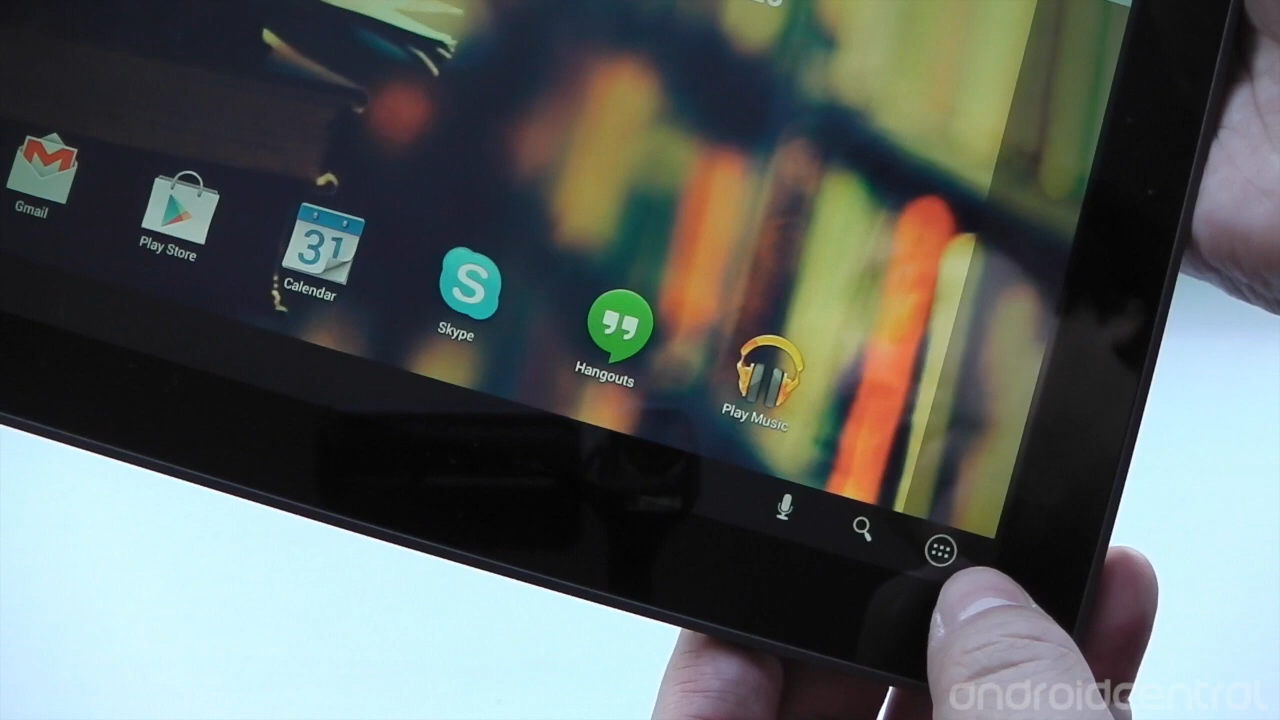 Gmail
Play Store
31
Calendar
S
Skype
Hangouts
Play Music
androidcentral